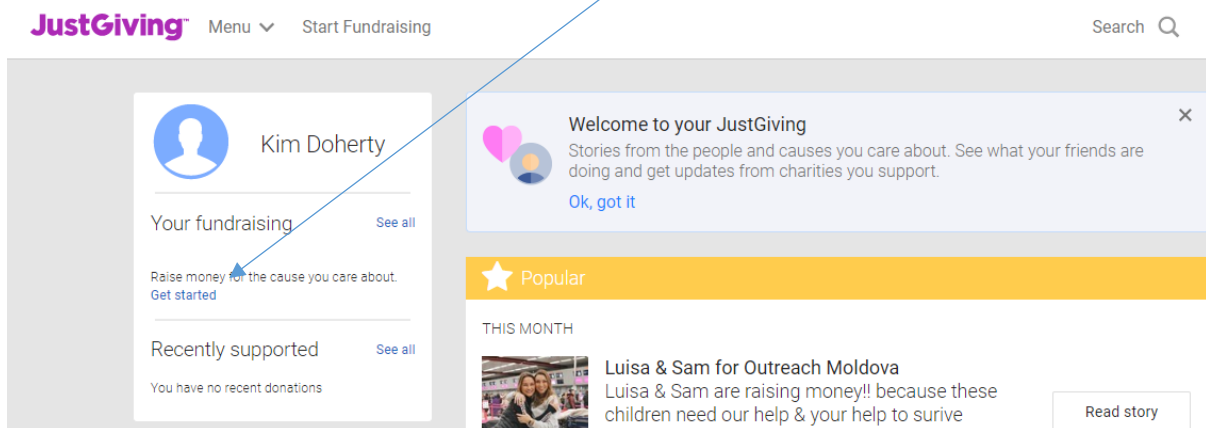 JustGiving™ Menu Start Fundraising Search
Kim Doherty
Your fundraising See all
Raise money for the cause you care about.
Get started
Recently supported See all
You have no recent donations
Welcome to your JustGiving
Stories from the people and causes you care about. See what your friends are
doing and get updates from charities you support.
Ok, got it
Popular
THIS MONTH
Luisa & Sam for Outreach Moldova
Luisa & Sam are raising money!! because these
children need our help & your help to surive
Read story